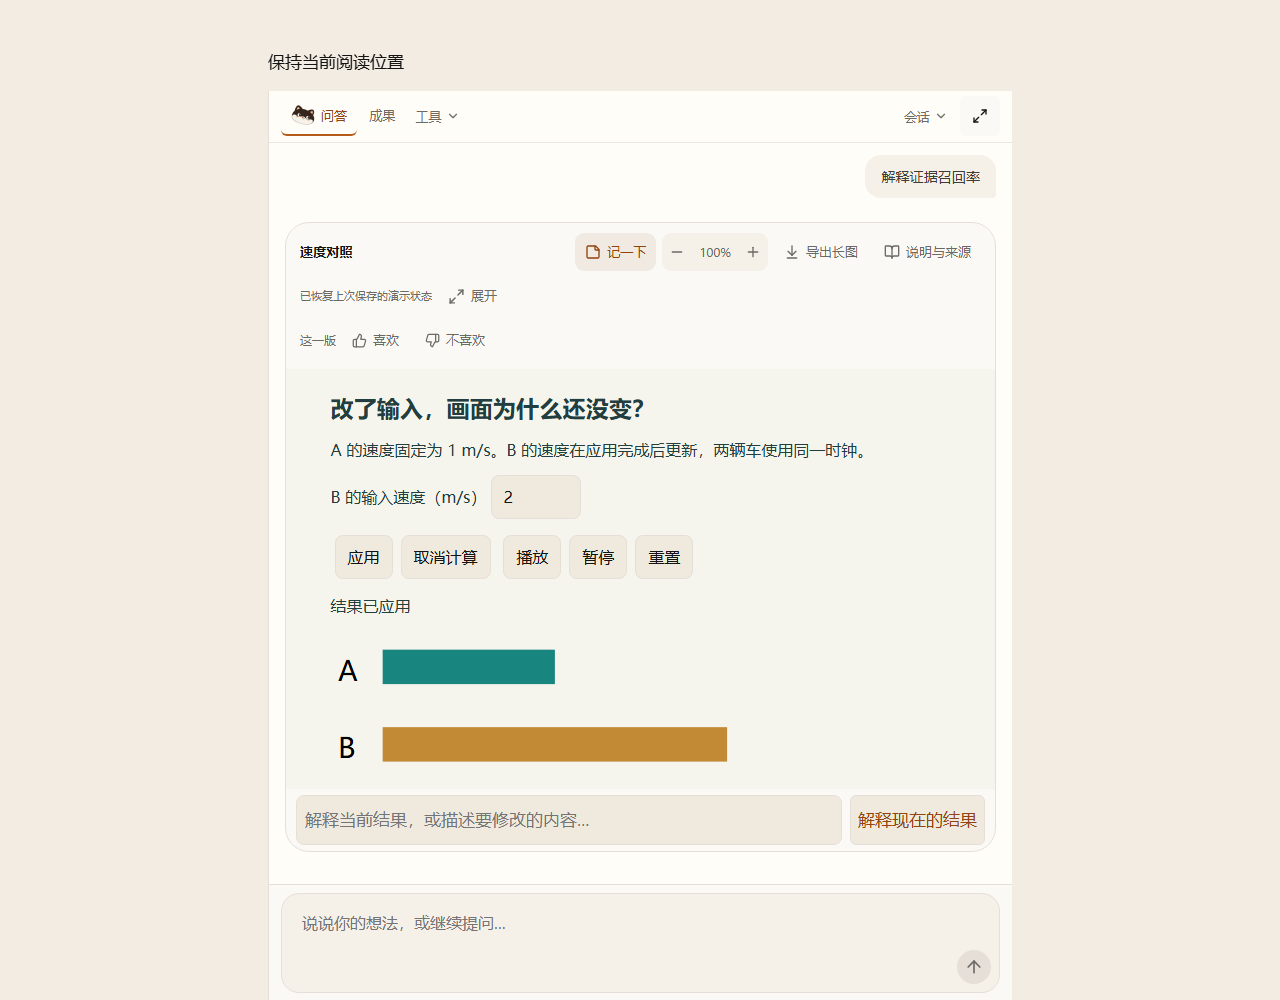 保持当前阅读位置
问答 成果 工具 会话
解释证据召回率
速度对照 记一下 100% 导出长图 说明与来源
已恢复上次保存的演示状态 展开
这一版 喜欢 不喜欢
改了输入，画面为什么还没变？
A 的速度固定为 1 m/s。B 的速度在应用完成后更新，两辆车使用同一时钟。
B 的输入速度（m/s） 2
应用 取消计算 播放 暂停 重置
结果已应用
A
B
解释当前结果，或描述要修改的内容... 解释现在的结果
说说你的想法，或继续提问...